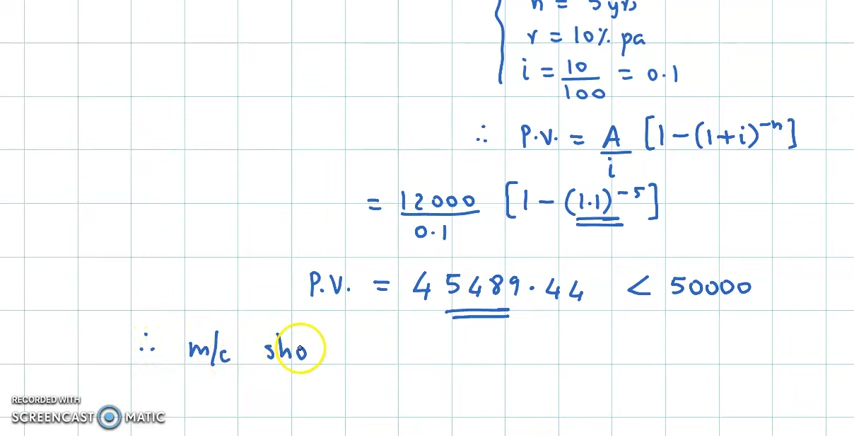 n = 5 yrs
r = 10% pa
i = 10/100 = 0.1
∴ P.V. = A/i [1-(1+i)^-n]
= 12000/0.1 [1 - (1.1)^-5]
P.V. = 45489.44 < 50000
∴ m/c sho
RECORDED WITH
SCREENCAST MATIC